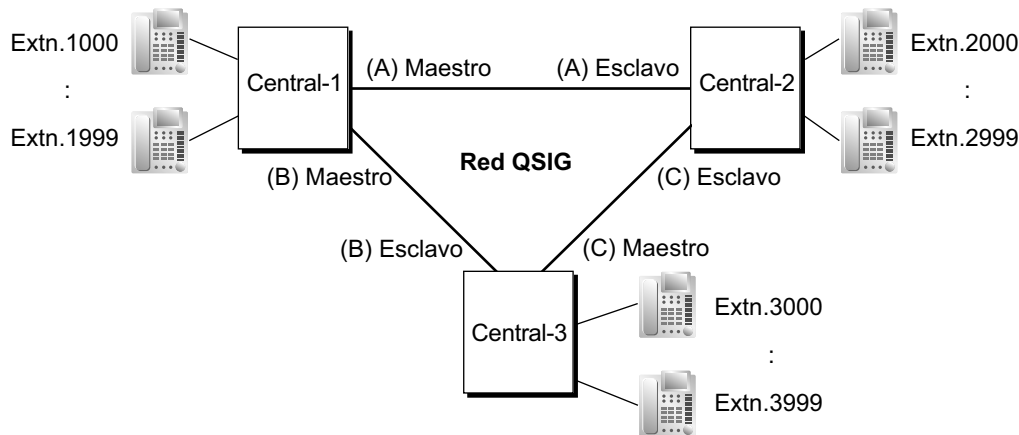 Extn.1000
:
Extn.1999
Central-1
(A) Maestro
(A) Esclavo
Central-2
Extn.2000
:
Extn.2999
(B) Maestro
Red QSIG
(C) Esclavo
(B) Esclavo
(C) Maestro
Central-3
Extn.3000
:
Extn.3999